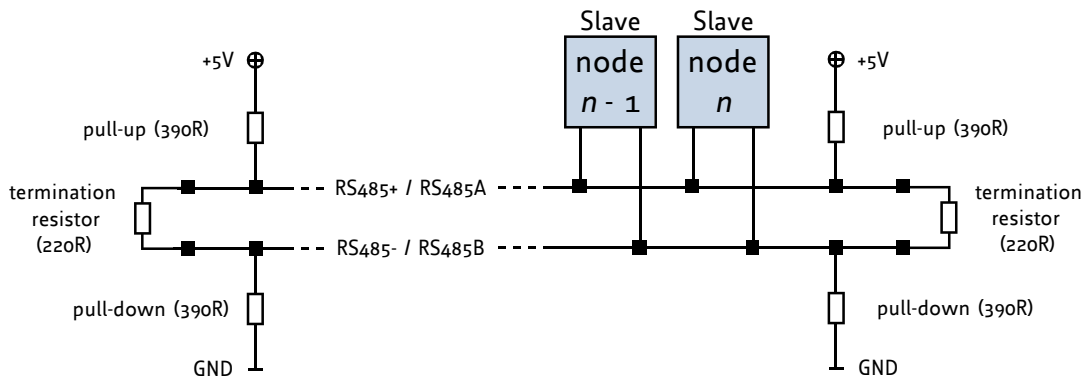 Slave Slave
+5V node node +5V
n - 1 n
pull-up (390R) pull-up (390R)
termination RS485+ / RS485A termination
resistor resistor
(220R) (220R)
RS485- / RS485B
pull-down (390R) pull-down (390R)
GND GND